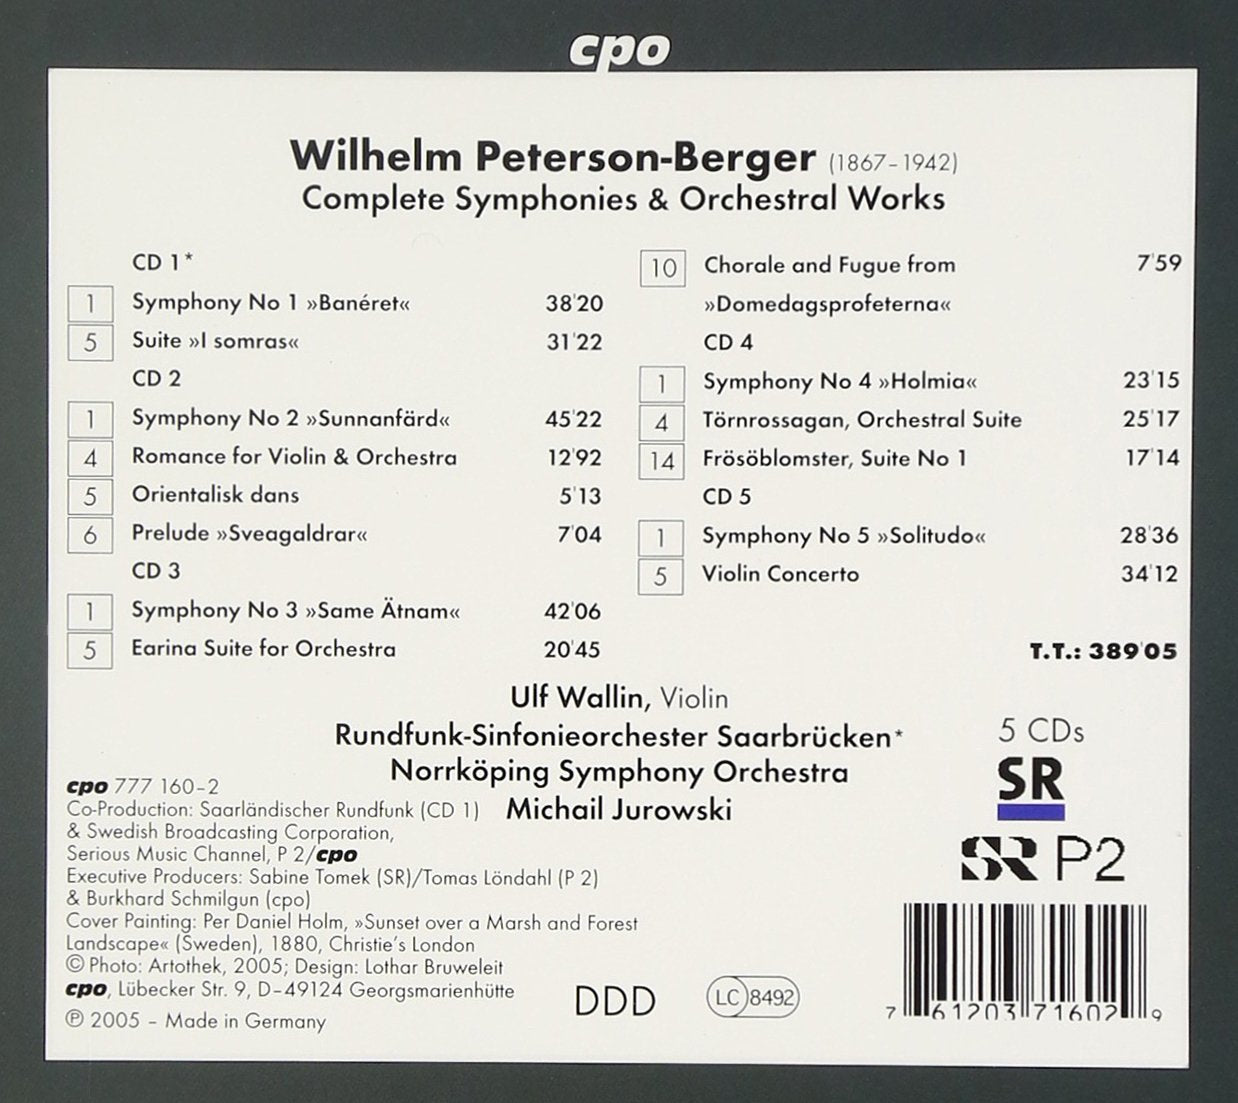 cpo
Wilhelm Peterson-Berger (1867–1942)
Complete Symphonies & Orchestral Works
CD 1*
1 Symphony No 1 »Banéret« 38'20
5 Suite »I somras« 31'22
CD 2
1 Symphony No 2 »Sunnanfärd« 45'22
4 Romance for Violin & Orchestra 12'92
5 Orientalisk dans 5'13
6 Prelude »Sveagaldrar« 7'04
CD 3
1 Symphony No 3 »Same Ätnam« 42'06
5 Earina Suite for Orchestra 20'45
10 Chorale and Fugue from 7'59
»Domedagsprofeterna«
CD 4
1 Symphony No 4 »Holmia« 23'15
4 Törnrossagan, Orchestral Suite 25'17
14 Frösöblomster, Suite No 1 17'14
CD 5
1 Symphony No 5 »Solitudo« 28'36
5 Violin Concerto 34'12
T.T.: 389'05
Ulf Wallin, Violin
Rundfunk-Sinfonieorchester Saarbrücken*
Norrköping Symphony Orchestra
Michail Jurowski
5 CDs
SR
SR P2
cpo 777 160–2
Co-Production: Saarländischer Rundfunk (CD 1)
& Swedish Broadcasting Corporation,
Serious Music Channel, P 2/cpo
Executive Producers: Sabine Tomek (SR)/Tomas Löndahl (P 2)
& Burkhard Schmilgun (cpo)
Cover Painting: Per Daniel Holm, »Sunset over a Marsh and Forest
Landscape« (Sweden), 1880, Christie's London
© Photo: Artothek, 2005; Design: Lothar Bruweleit
cpo, Lübecker Str. 9, D–49124 Georgsmarienhütte
℗ 2005 – Made in Germany
DDD
LC 8492
7 61203 71602 9